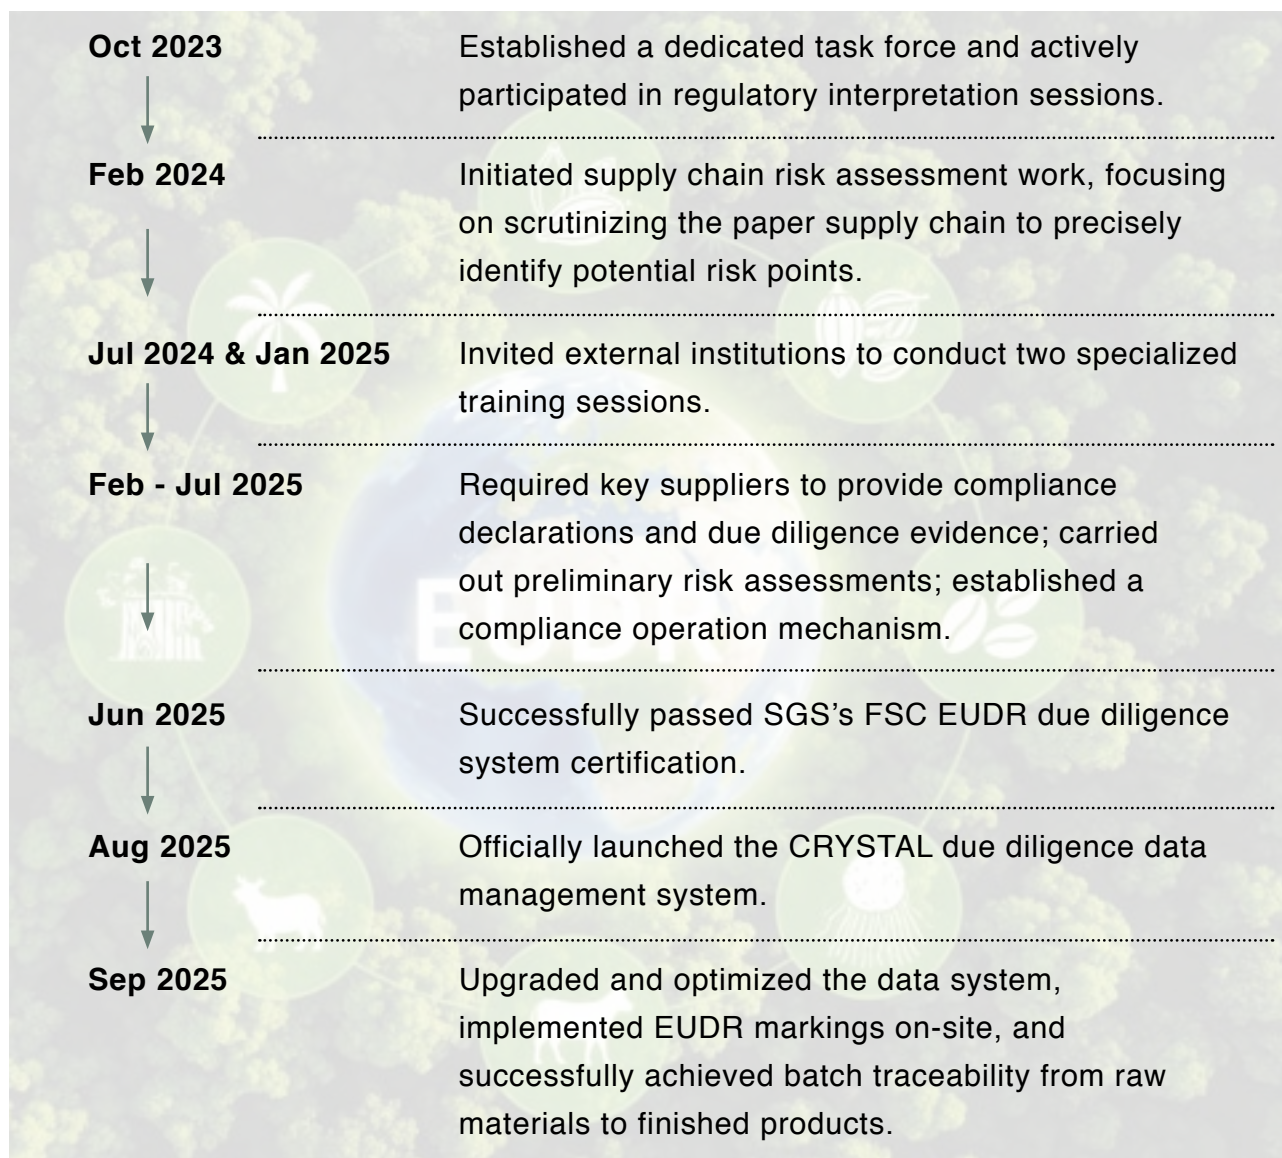 Oct 2023
Established a dedicated task force and actively
participated in regulatory interpretation sessions.
Feb 2024
Initiated supply chain risk assessment work, focusing
on scrutinizing the paper supply chain to precisely
identify potential risk points.
Jul 2024 & Jan 2025
Invited external institutions to conduct two specialized
training sessions.
Feb - Jul 2025
Required key suppliers to provide compliance
declarations and due diligence evidence; carried
out preliminary risk assessments; established a
compliance operation mechanism.
EUDR
Jun 2025
Successfully passed SGS’s FSC EUDR due diligence
system certification.
Aug 2025
Officially launched the CRYSTAL due diligence data
management system.
Sep 2025
Upgraded and optimized the data system,
implemented EUDR markings on-site, and
successfully achieved batch traceability from raw
materials to finished products.